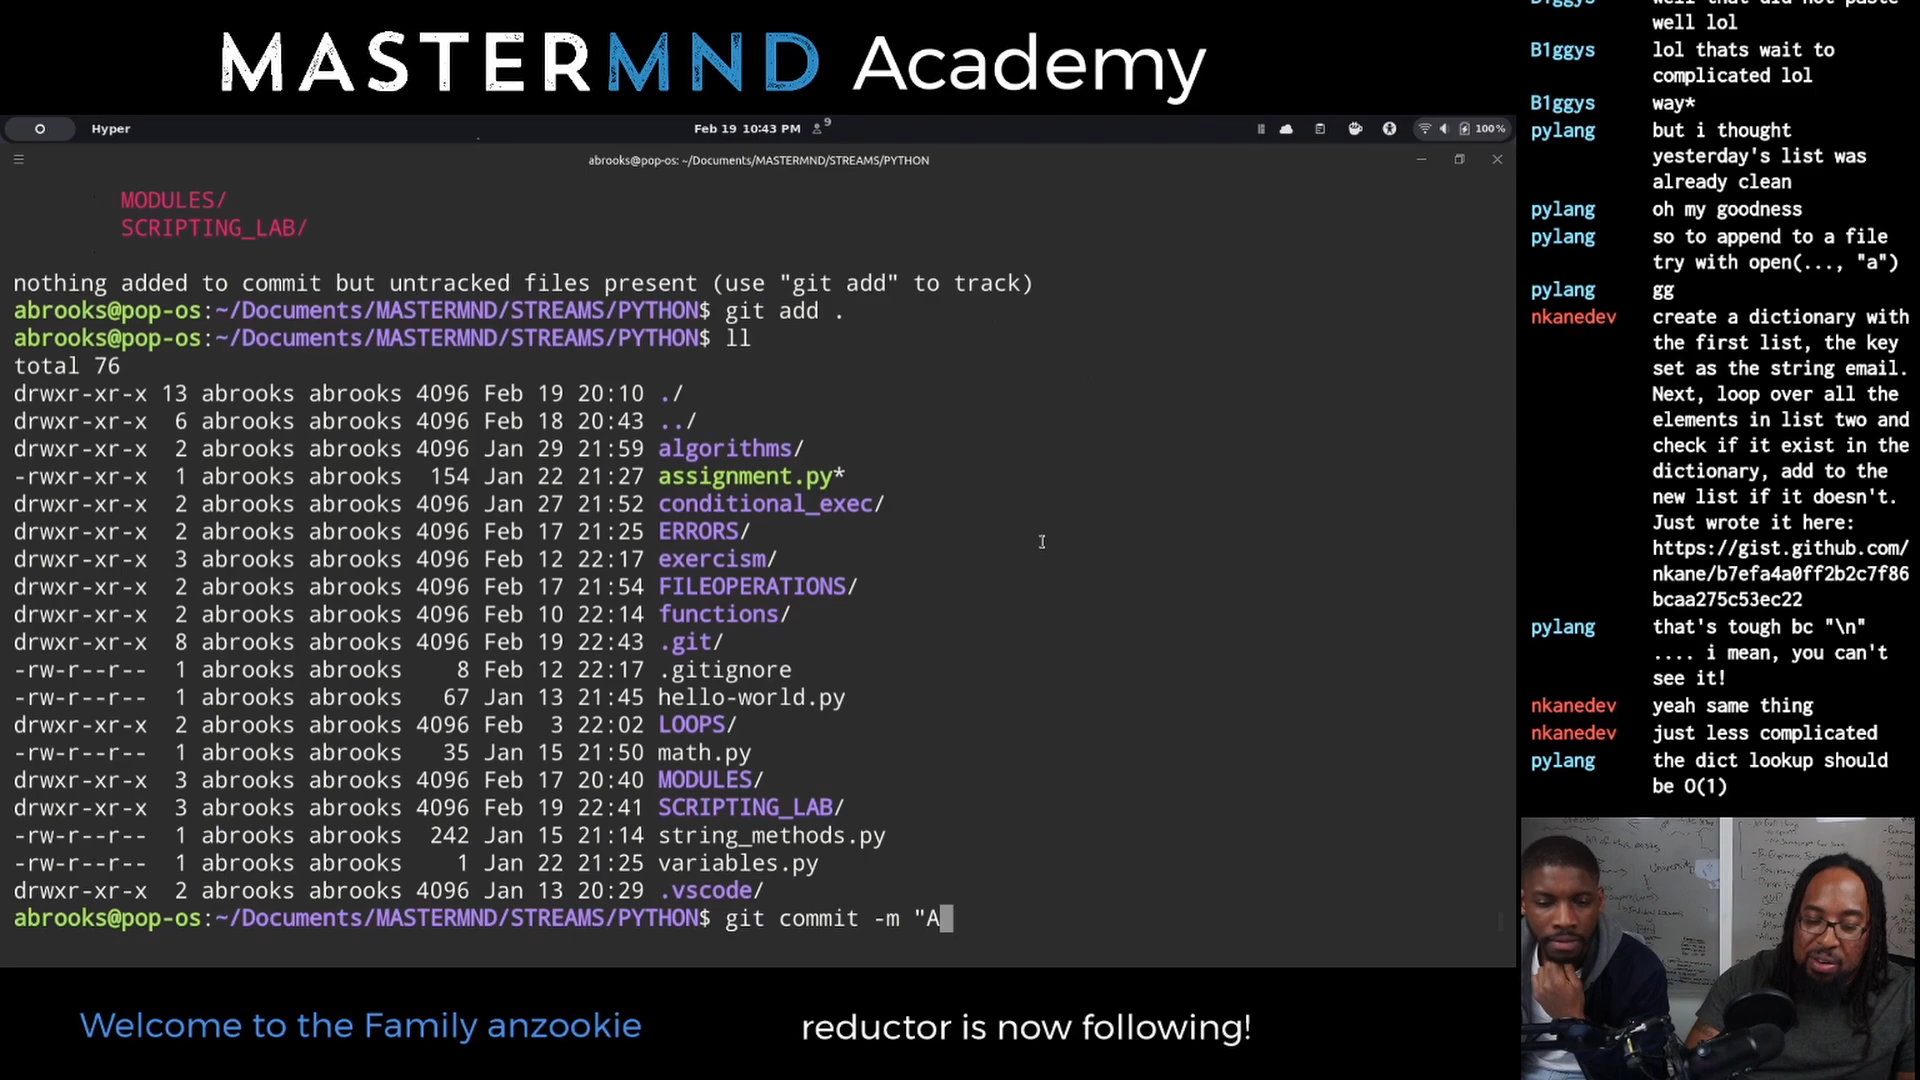 MASTERMND Academy
Hyper
Feb 19 10:43 PM
9
100%
abrooks@pop-os: ~/Documents/MASTERMND/STREAMS/PYTHON
MODULES/
SCRIPTING_LAB/
nothing added to commit but untracked files present (use "git add" to track)
abrooks@pop-os:~/Documents/MASTERMND/STREAMS/PYTHON$ git add .
abrooks@pop-os:~/Documents/MASTERMND/STREAMS/PYTHON$ ll
total 76
drwxr-xr-x 13 abrooks abrooks 4096 Feb 19 20:10 ./
drwxr-xr-x  6 abrooks abrooks 4096 Feb 18 20:43 ../
drwxr-xr-x  2 abrooks abrooks 4096 Jan 29 21:59 algorithms/
-rwxr-xr-x  1 abrooks abrooks  154 Jan 22 21:27 assignment.py*
drwxr-xr-x  2 abrooks abrooks 4096 Jan 27 21:52 conditional_exec/
drwxr-xr-x  2 abrooks abrooks 4096 Feb 17 21:25 ERRORS/
drwxr-xr-x  3 abrooks abrooks 4096 Feb 12 22:17 exercism/
drwxr-xr-x  2 abrooks abrooks 4096 Feb 17 21:54 FILEOPERATIONS/
drwxr-xr-x  2 abrooks abrooks 4096 Feb 10 22:14 functions/
drwxr-xr-x  8 abrooks abrooks 4096 Feb 19 22:43 .git/
-rw-r--r--  1 abrooks abrooks    8 Feb 12 22:17 .gitignore
-rw-r--r--  1 abrooks abrooks   67 Jan 13 21:45 hello-world.py
drwxr-xr-x  2 abrooks abrooks 4096 Feb  3 22:02 LOOPS/
-rw-r--r--  1 abrooks abrooks   35 Jan 15 21:50 math.py
drwxr-xr-x  3 abrooks abrooks 4096 Feb 17 20:40 MODULES/
drwxr-xr-x  3 abrooks abrooks 4096 Feb 19 22:41 SCRIPTING_LAB/
-rw-r--r--  1 abrooks abrooks  242 Jan 15 21:14 string_methods.py
-rw-r--r--  1 abrooks abrooks    1 Jan 22 21:25 variables.py
drwxr-xr-x  2 abrooks abrooks 4096 Jan 13 20:29 .vscode/
abrooks@pop-os:~/Documents/MASTERMND/STREAMS/PYTHON$ git commit -m "A
B1ggys well that did not paste
well lol
B1ggys lol thats wait to
complicated lol
B1ggys way*
pylang but i thought
yesterday's list was
already clean
pylang oh my goodness
pylang so to append to a file
try with open(..., "a")
pylang gg
nkanedev create a dictionary with
the first list, the key
set as the string email.
Next, loop over all the
elements in list two and
check if it exist in the
dictionary, add to the
new list if it doesn't.
Just wrote it here:
https://gist.github.com/
nkane/b7efa4a0ff2b2c7f86
bcaa275c53ec22
pylang that's tough bc "\n"
.... i mean, you can't
see it!
nkanedev yeah same thing
nkanedev just less complicated
pylang the dict lookup should
be O(1)
Welcome to the Family anzookie
reductor is now following!